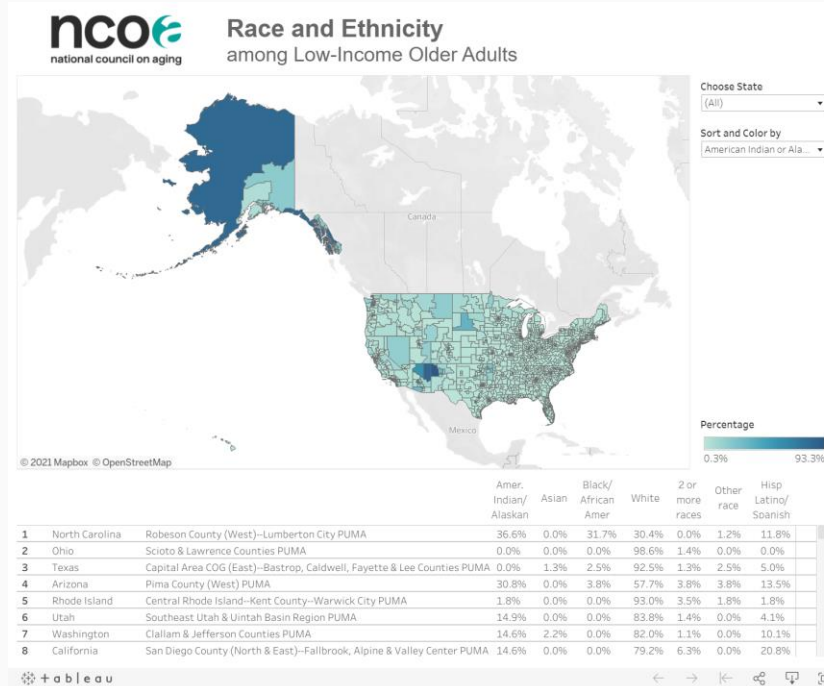 ncoa
national council on aging
Race and Ethnicity
among Low-Income Older Adults
Choose State
(All)
Sort and Color by
American Indian or Ala...
Canada
Mexico
Percentage
0.3% 93.3%
© 2021 Mapbox © OpenStreetMap
Amer. Indian/ Alaskan Asian Black/ African Amer White 2 or more races Other race Hisp Latino/ Spanish
1 North Carolina Robeson County (West)--Lumberton City PUMA 36.6% 0.0% 31.7% 30.4% 0.0% 1.2% 11.8%
2 Ohio Scioto & Lawrence Counties PUMA 0.0% 0.0% 0.0% 98.6% 1.4% 0.0% 0.0%
3 Texas Capital Area COG (East)--Bastrop, Caldwell, Fayette & Lee Counties PUMA 0.0% 1.3% 2.5% 92.5% 1.3% 2.5% 5.0%
4 Arizona Pima County (West) PUMA 30.8% 0.0% 3.8% 57.7% 3.8% 3.8% 13.5%
5 Rhode Island Central Rhode Island--Kent County--Warwick City PUMA 1.8% 0.0% 0.0% 93.0% 3.5% 1.8% 1.8%
6 Utah Southeast Utah & Uintah Basin Region PUMA 14.9% 0.0% 0.0% 83.8% 1.4% 0.0% 4.1%
7 Washington Clallam & Jefferson Counties PUMA 14.6% 2.2% 0.0% 82.0% 1.1% 0.0% 10.1%
8 California San Diego County (North & East)--Fallbrook, Alpine & Valley Center PUMA 14.6% 0.0% 0.0% 79.2% 6.3% 0.0% 20.8%
+ableau